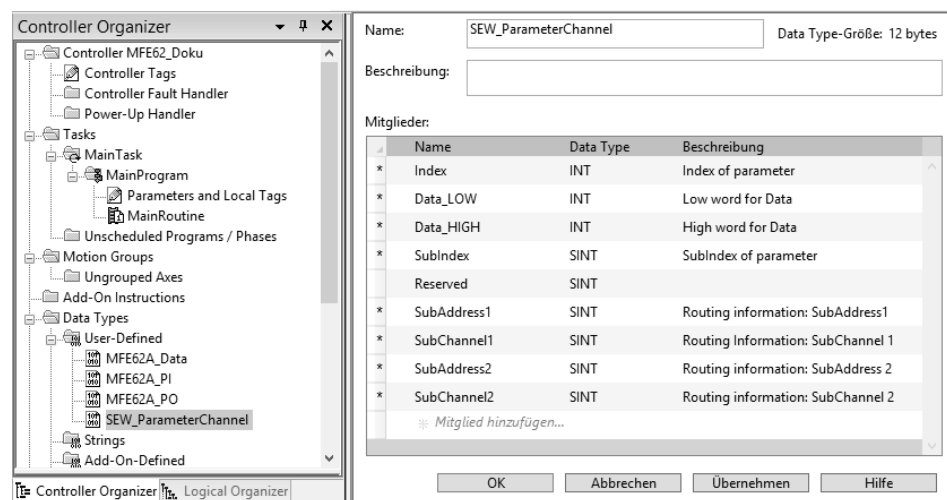 Controller Organizer
Controller MFE62_Doku
Controller Tags
Controller Fault Handler
Power-Up Handler
Tasks
MainTask
MainProgram
Parameters and Local Tags
MainRoutine
Unscheduled Programs / Phases
Motion Groups
Ungrouped Axes
Add-On Instructions
Data Types
User-Defined
MFE62A_Data
MFE62A_PI
MFE62A_PO
SEW_ParameterChannel
Strings
Add-On-Defined
Controller Organizer Logical Organizer
Name: SEW_ParameterChannel Data Type-Größe: 12 bytes
Beschreibung:
Mitglieder:
Name Data Type Beschreibung
* Index INT Index of parameter
* Data_LOW INT Low word for Data
* Data_HIGH INT High word for Data
* SubIndex SINT SubIndex of parameter
Reserved SINT
* SubAddress1 SINT Routing information: SubAddress1
* SubChannel1 SINT Routing Information: SubChannel 1
* SubAddress2 SINT Routing information: SubAddress 2
* SubChannel2 SINT Routing information: SubChannel 2
Mitglied hinzufügen...
OK Abbrechen Übernehmen Hilfe